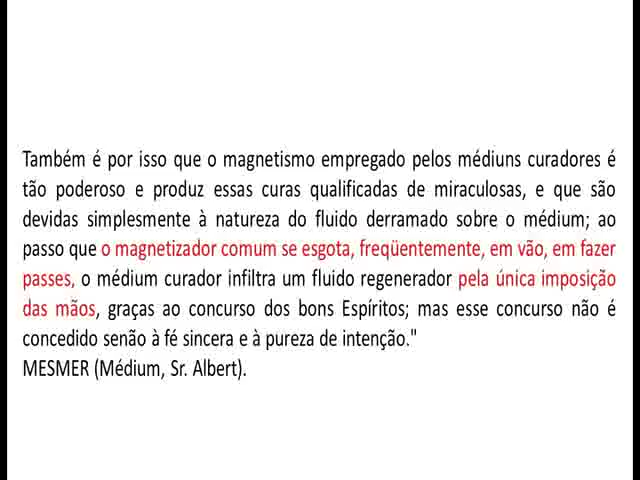 Também é por isso que o magnetismo empregado pelos médiuns curadores é
tão poderoso e produz essas curas qualificadas de miraculosas, e que são
devidas simplesmente à natureza do fluido derramado sobre o médium; ao
passo que o magnetizador comum se esgota, freqüentemente, em vão, em fazer
passes, o médium curador infiltra um fluido regenerador pela única imposição
das mãos, graças ao concurso dos bons Espíritos; mas esse concurso não é
concedido senão à fé sincera e à pureza de intenção."
MESMER (Médium, Sr. Albert).